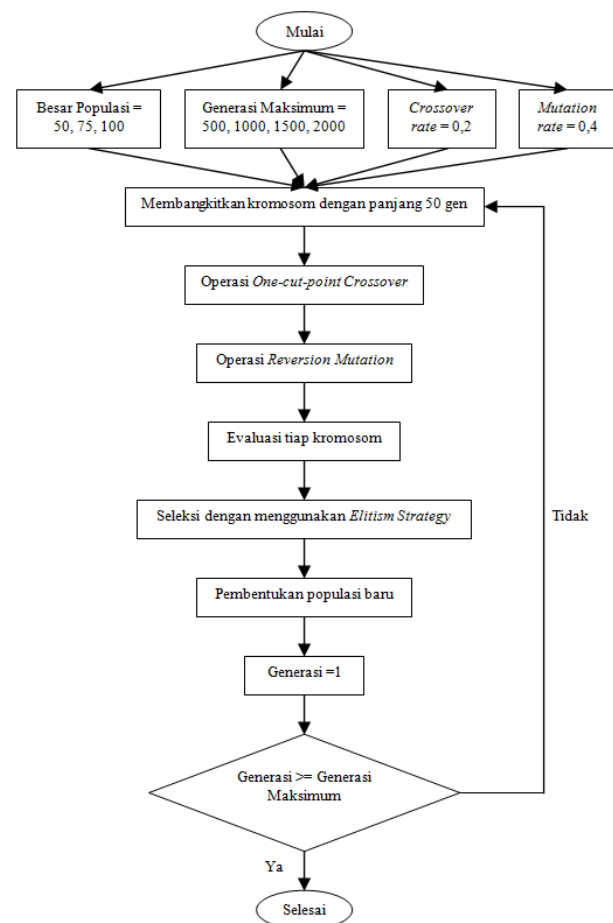 Mulai
Besar Populasi =
50, 75, 100
Generasi Maksimum =
500, 1000, 1500, 2000
Crossover
rate = 0,2
Mutation
rate = 0,4
Membangkitkan kromosom dengan panjang 50 gen
Operasi One-cut-point Crossover
Operasi Reversion Mutation
Evaluasi tiap kromosom
Seleksi dengan menggunakan Elitism Strategy
Tidak
Pembentukan populasi baru
Generasi =1
Generasi >= Generasi
Maksimum
Ya
Selesai